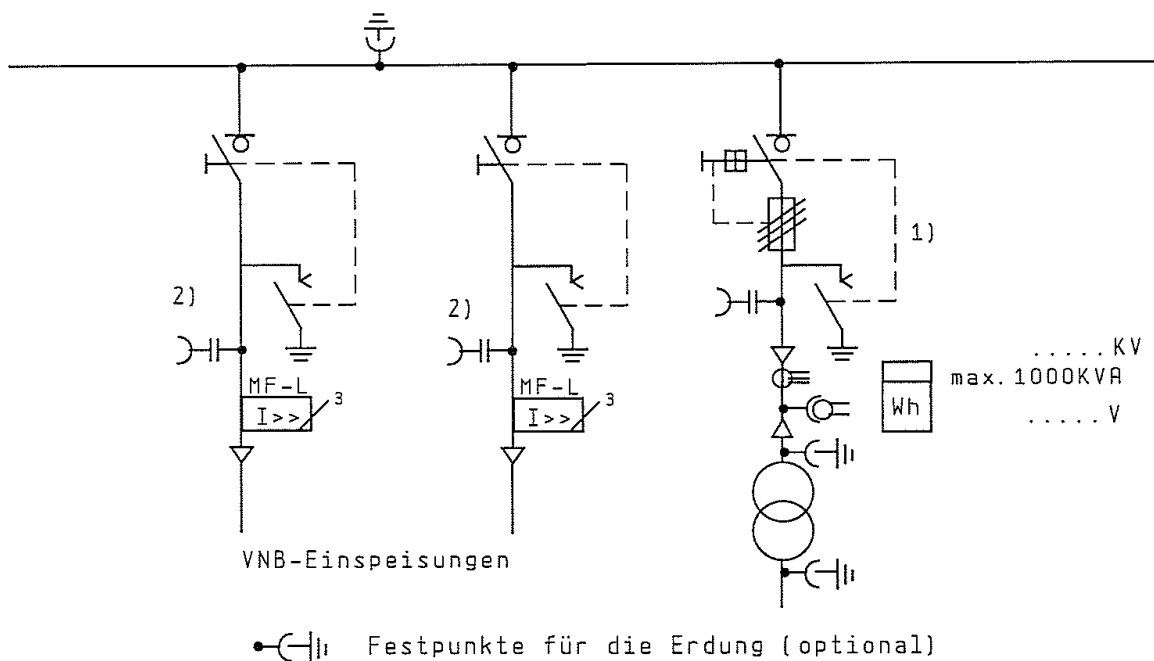 1)
2)
2)
.....KV
max. 1000KVA
Wh
.....V
MF-L
I>> 3
MF-L
I>> 3
VNB-Einspeisungen
Festpunkte für die Erdung (optional)